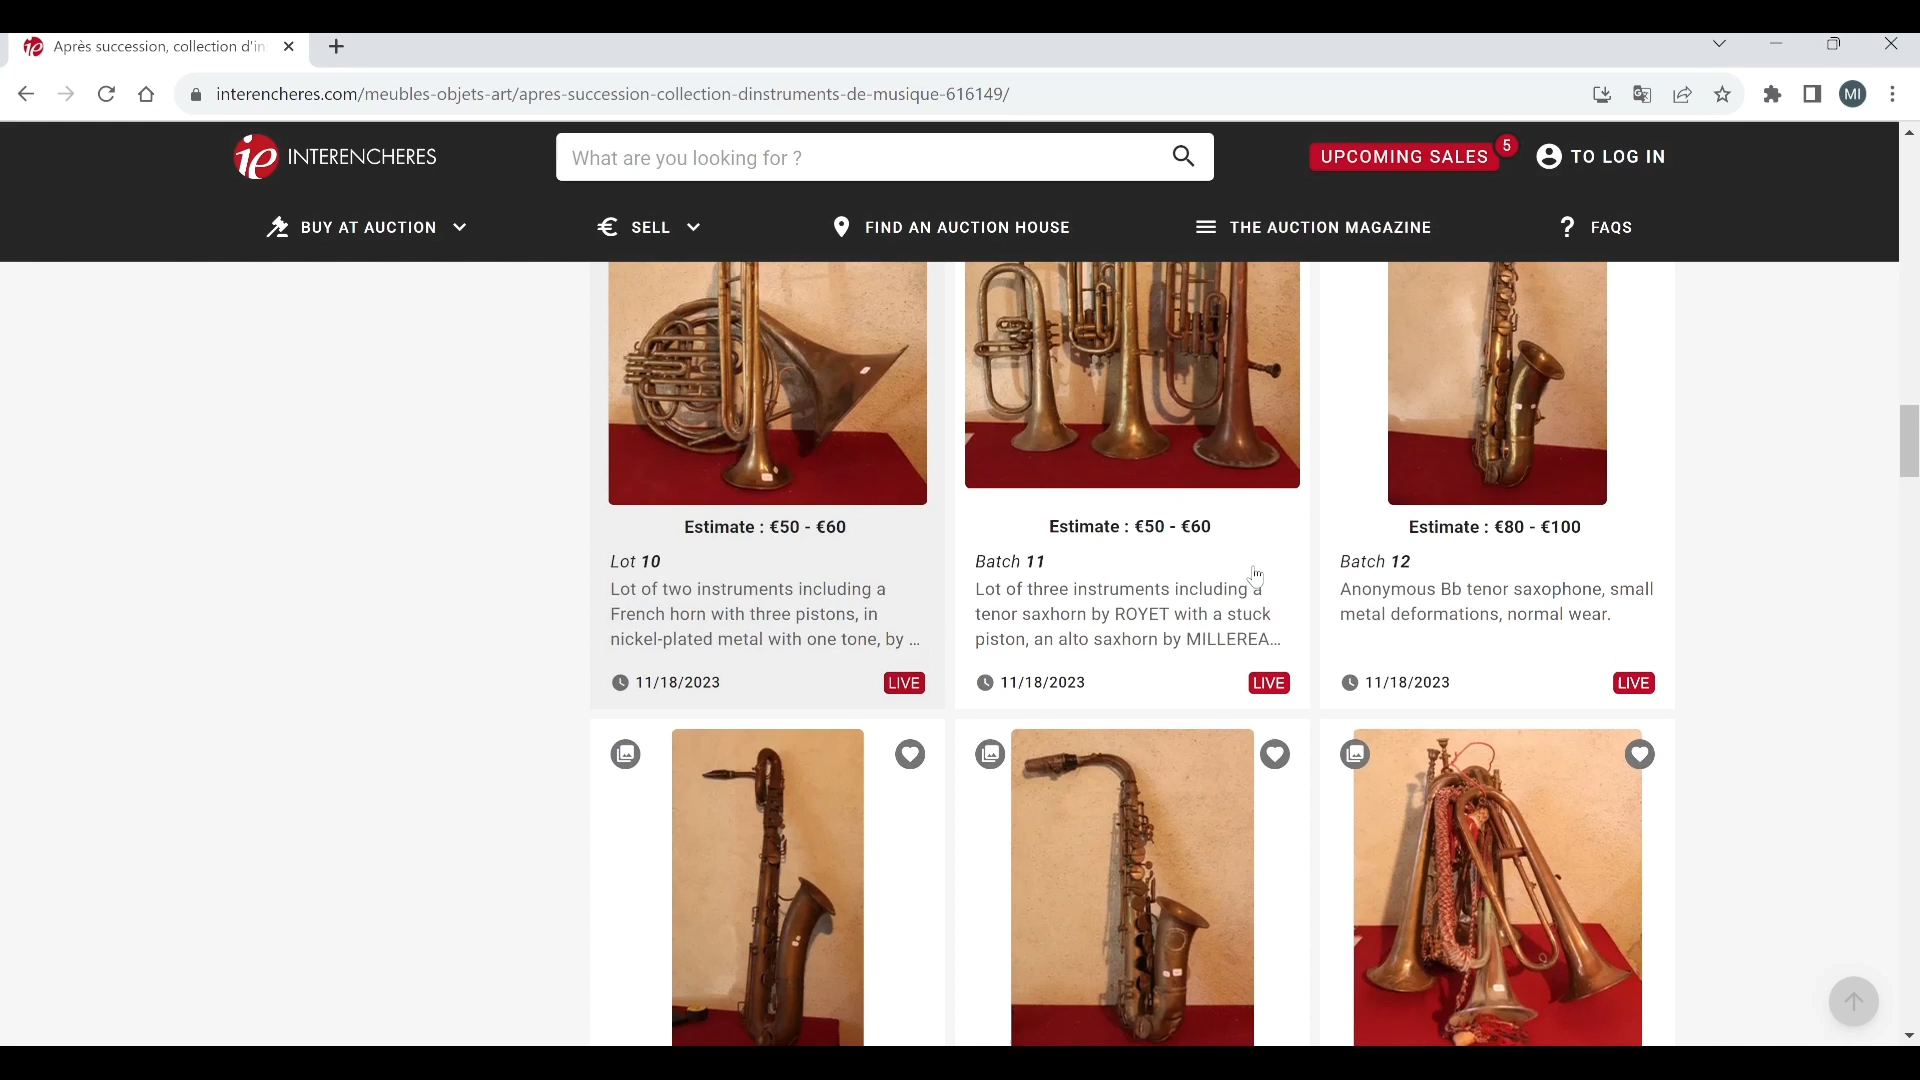 Après succession, collection d'in
interencheres.com/meubles-objets-art/apres-succession-collection-dinstruments-de-musique-616149/
MI
ie INTERENCHERES
What are you looking for ?
UPCOMING SALES 5
TO LOG IN
BUY AT AUCTION
SELL
FIND AN AUCTION HOUSE
THE AUCTION MAGAZINE
FAQS
Estimate : €50 - €60
Lot 10
Lot of two instruments including a
French horn with three pistons, in
nickel-plated metal with one tone, by ...
11/18/2023 LIVE
Estimate : €50 - €60
Batch 11
Lot of three instruments including a
tenor saxhorn by ROYET with a stuck
piston, an alto saxhorn by MILLEREA...
11/18/2023 LIVE
Estimate : €80 - €100
Batch 12
Anonymous Bb tenor saxophone, small
metal deformations, normal wear.
11/18/2023 LIVE